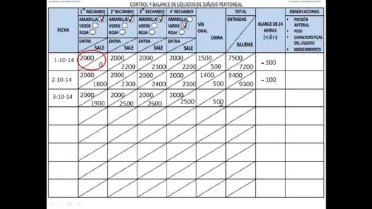 CONTROL Y BALANCE DE LÍQUIDOS DE DIÁLISIS PERITONEAL
FECHA
1° RECAMBIO 2° RECAMBIO 3° RECAMBIO 4° RECAMBIO VÍA TOTAL BLANCE DE 24 HORAS OBSERVACIONES
AMARILLA AMARILLA AMARILLA AMARILLA ORAL ENTRADAS
VERDE VERDE VERDE VERDE
ROJA ROJA ROJA ROJA ORINA SALIDAS
ENTRA ENTRA ENTRA ENTRA
SALE SALE SALE SALE
• PRESIÓN ARTERIAL
• PESO
• CARACTERÍSTICAS DEL LÍQUIDO
• MEDICAMENTOS
1-10-14 2000 2000 2000 2000 1500 7500 - 300
0 2200 2300 2200 500 7200
2-10-14 2000 2000 2000 2000 1400 9400 - 100
1800 2200 2400 2400 500 9300
3-10-14 2000 2000 2000 2000
1900 2500 2600 2500 500